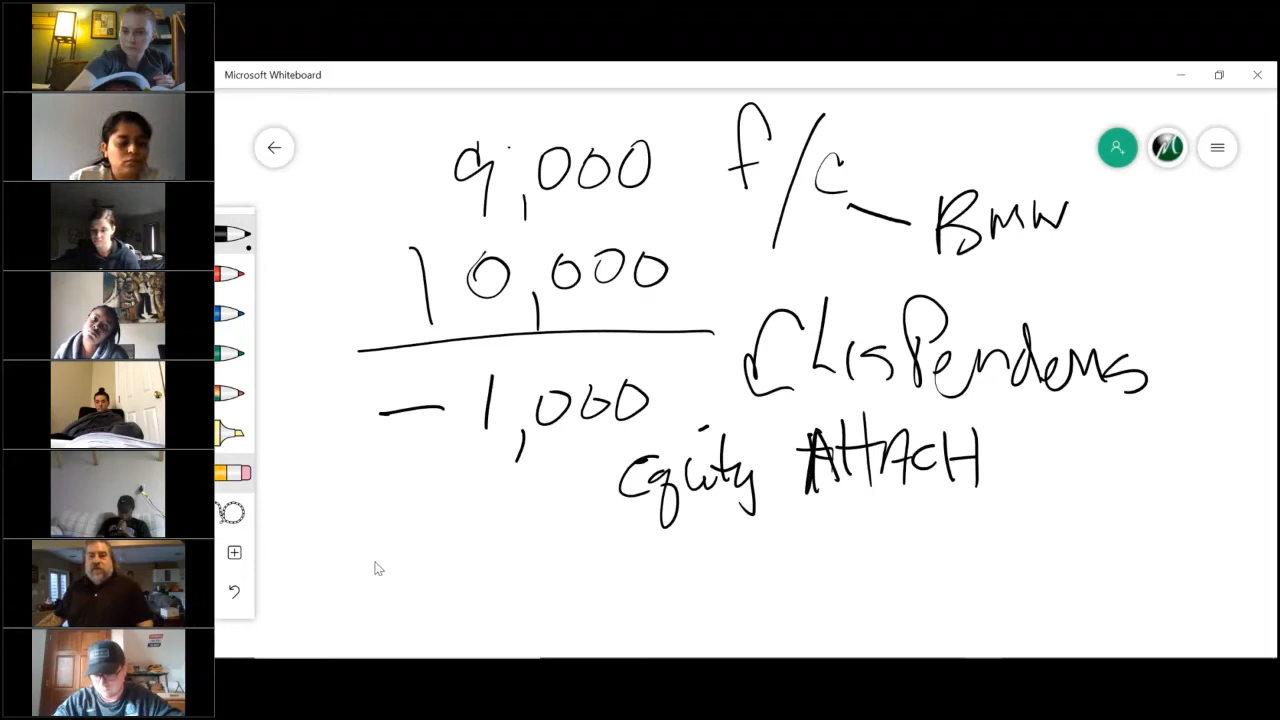 Microsoft Whiteboard
9,000 f/c
BMW
10,000
Lis Pendens
- 1,000
equity ATTACH